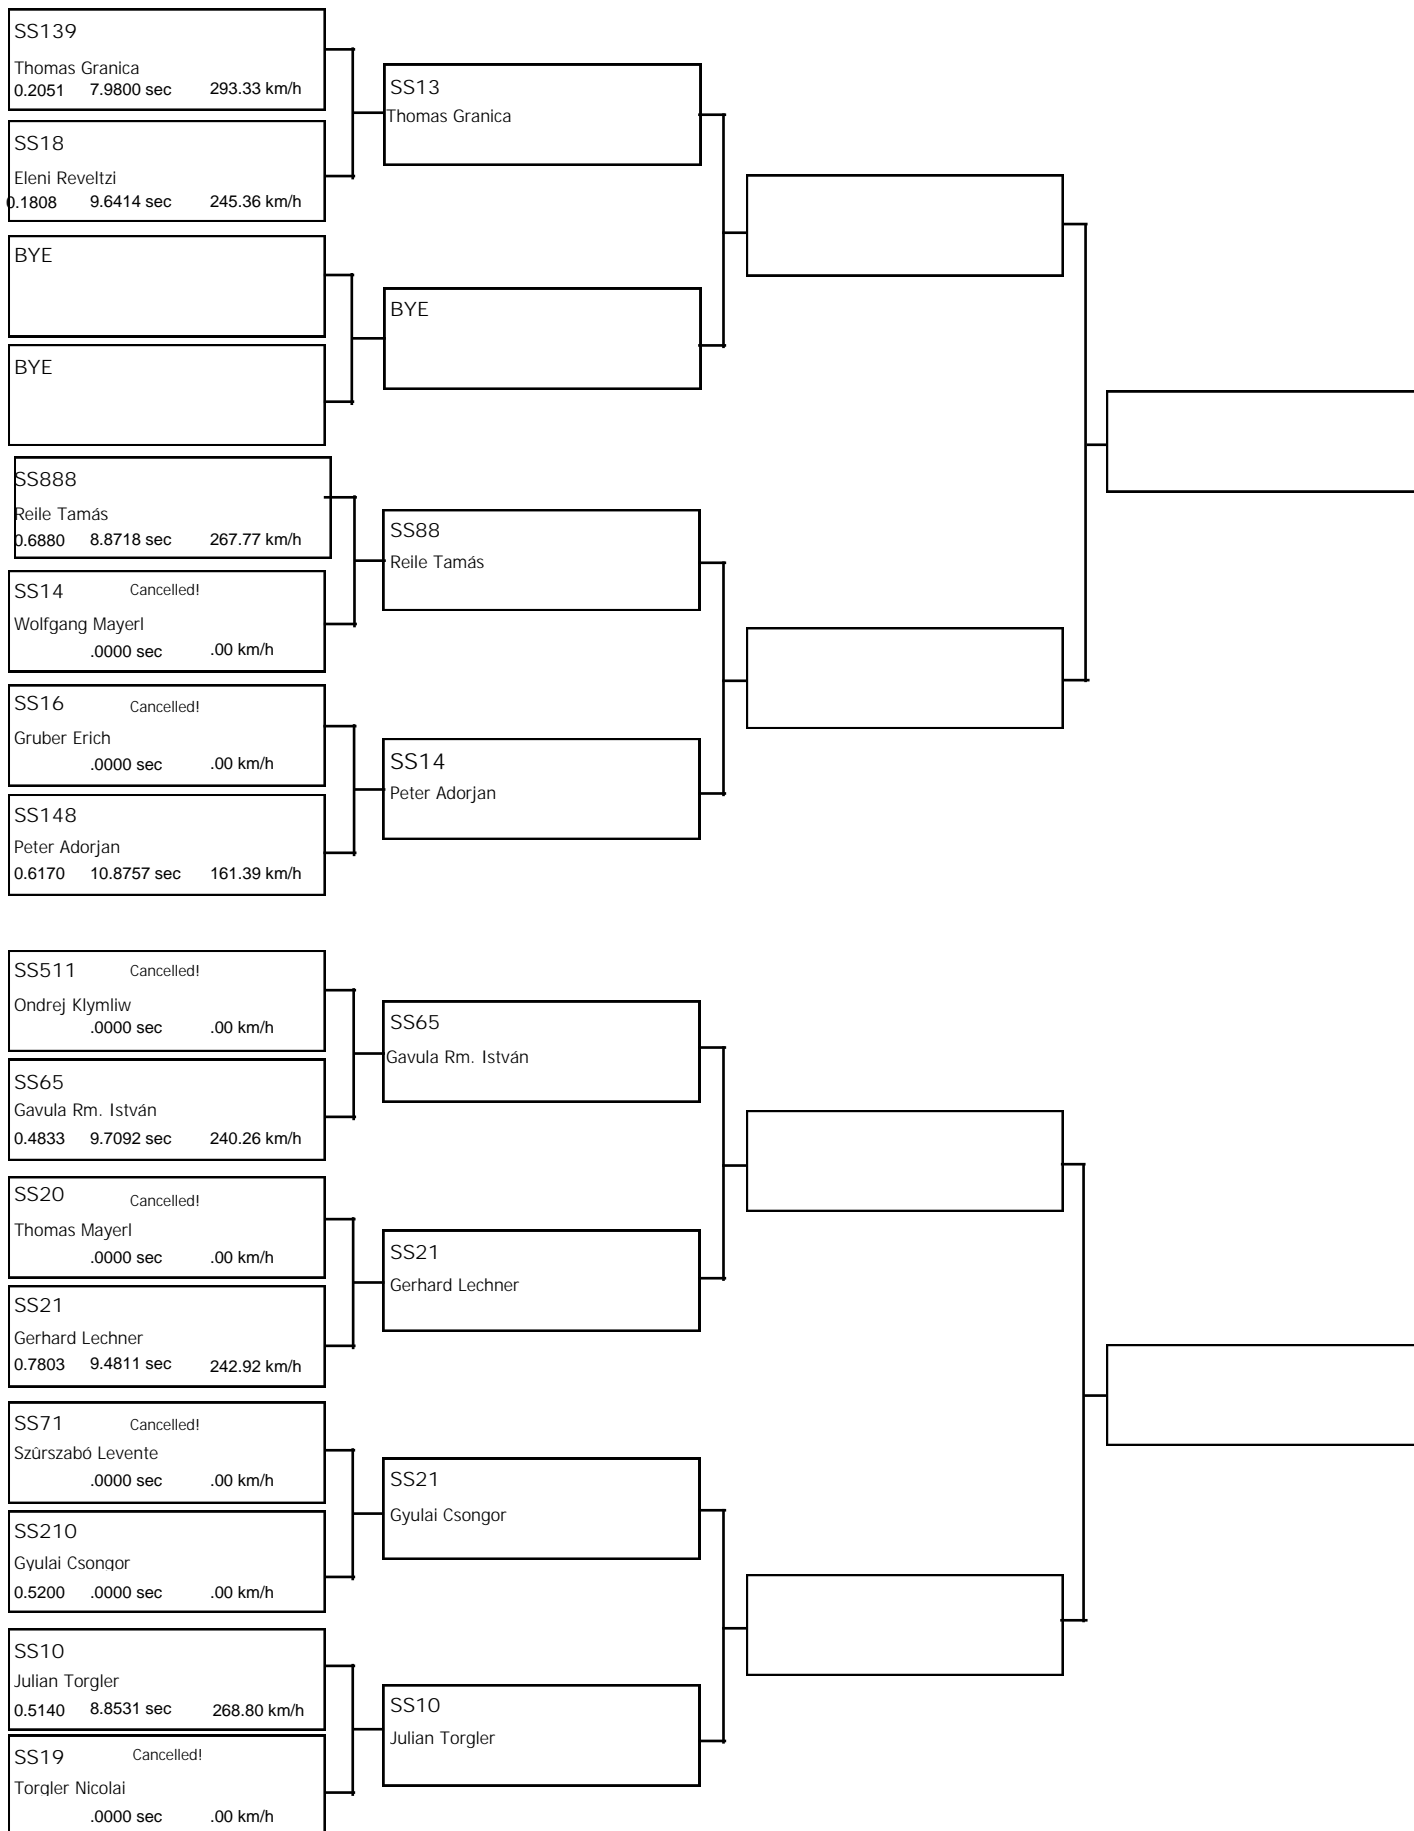 SS139
Thomas Granica
0.2051 7.9800 sec 293.33 km/h
SS18
Eleni Reveltzi
0.1808 9.6414 sec 245.36 km/h
BYE
BYE
SS888
Reile Tamás
0.6880 8.8718 sec 267.77 km/h
SS14 Cancelled!
Wolfgang Mayerl
.0000 sec .00 km/h
SS16 Cancelled!
Gruber Erich
.0000 sec .00 km/h
SS148
Peter Adorjan
0.6170 10.8757 sec 161.39 km/h
SS511 Cancelled!
Ondrej Klymliw
.0000 sec .00 km/h
SS65
Gavula Rm. István
0.4833 9.7092 sec 240.26 km/h
SS20 Cancelled!
Thomas Mayerl
.0000 sec .00 km/h
SS21
Gerhard Lechner
0.7803 9.4811 sec 242.92 km/h
SS71 Cancelled!
Szûrszabó Levente
.0000 sec .00 km/h
SS210
Gyulai Csongor
0.5200 .0000 sec .00 km/h
SS10
Julian Torgler
0.5140 8.8531 sec 268.80 km/h
SS19 Cancelled!
Torgler Nicolai
.0000 sec .00 km/h
SS13
Thomas Granica
BYE
SS88
Reile Tamás
SS14
Peter Adorjan
SS65
Gavula Rm. István
SS21
Gerhard Lechner
SS21
Gyulai Csongor
SS10
Julian Torgler